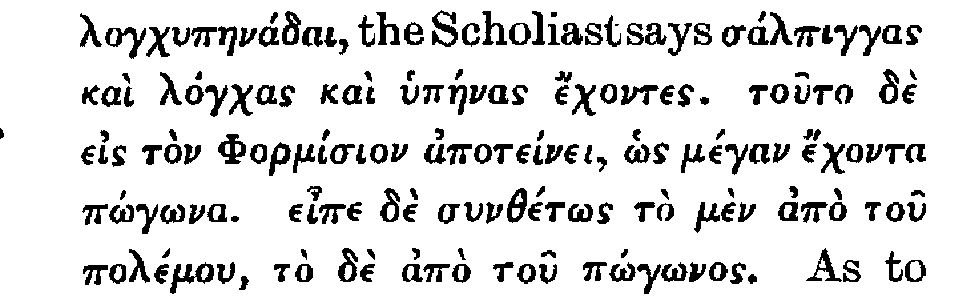 λογχυπηνάδαι, the Scholiast says σάλπιγγας
καὶ λόγχας καὶ ὑπήνας ἔχοντες. τοῦτο δὲ
εἰς τὸν Φορμίσιον ἀποτείνει, ὡς μέγαν ἔχοντα
πώγωνα. εἶπε δὲ συνθέτως τὸ μὲν ἀπὸ τοῦ
πολέμου, τὸ δὲ ἀπὸ τοῦ πώγωνος. As to